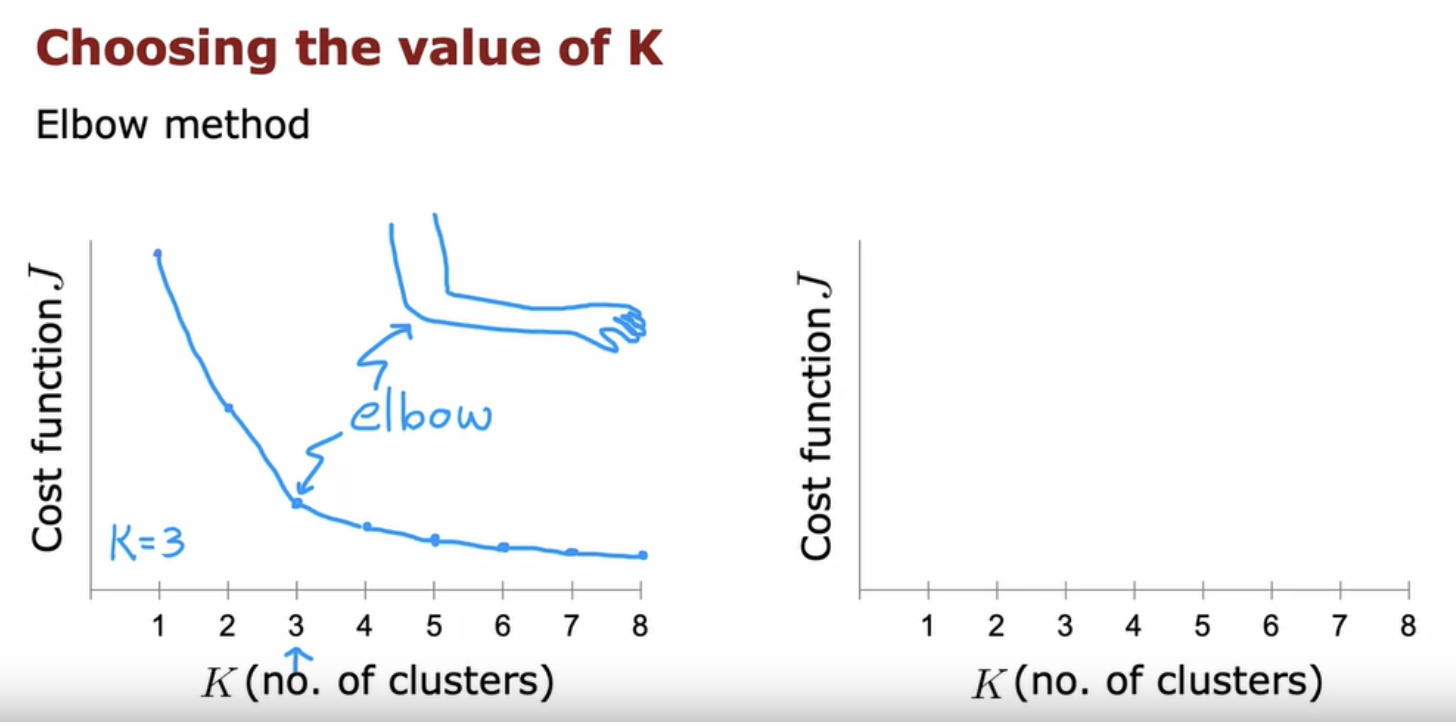 Choosing the value of K
Elbow method
Cost function J
elbow
K=3
1 2 3 4 5 6 7 8
K (no. of clusters)
Cost function J
1 2 3 4 5 6 7 8
K (no. of clusters)